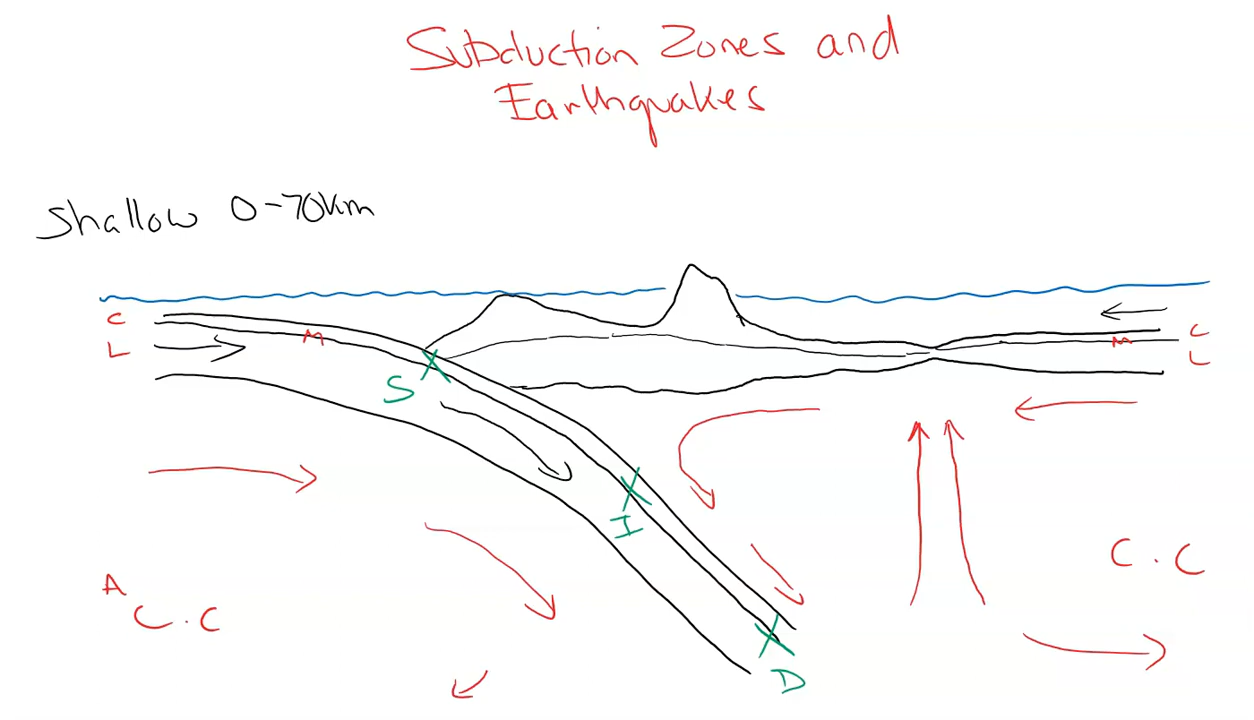 Subduction Zones and
Earthquakes
Shallow 0-70km
C
L
M
C
M
L
S
I
A
C.C
C.C
D